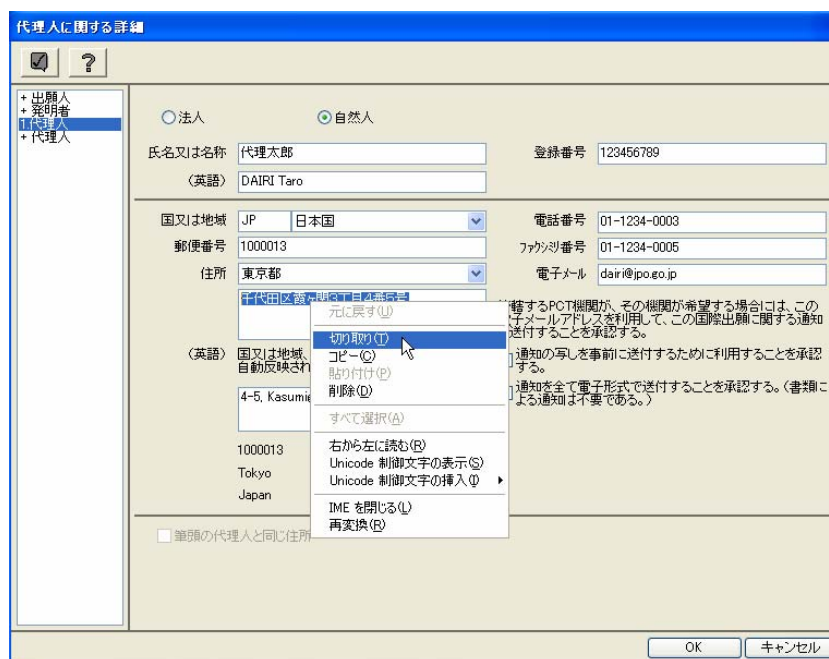 代理人に関する詳細
+ 出願人
+ 発明者
1 代理人
+ 代理人
法人
自然人
氏名又は名称 代理太郎
登録番号 123456789
(英語) DAIRI Taro
国又は地域 JP 日本国
電話番号 01-1234-0003
郵便番号 1000013
ファクシミリ番号 01-1234-0005
住所 東京都
電子メール dairi@jpo.go.jp
千代田区霞ヶ関3丁目4番5号
元に戻す(U)
切り取り(T)
コピー(C)
貼り付け(P)
削除(D)
すべて選択(A)
右から左に読む(R)
Unicode 制御文字の表示(S)
Unicode 制御文字の挿入(I)
IME を閉じる(L)
再変換(R)
轄するPCT機関が、その機関が希望する場合には、この
子メールアドレスを利用して、この国際出願に関する通知
送付することを承認する。
通知の写しを事前に送付するために利用することを承認
する。
通知を全て電子形式で送付することを承認する。(書類に
よる通知は不要である。)
(英語) 国又は地域、
自動反映され
4-5, Kasumi
1000013
Tokyo
Japan
筆頭の代理人と同じ住所
OK
キャンセル